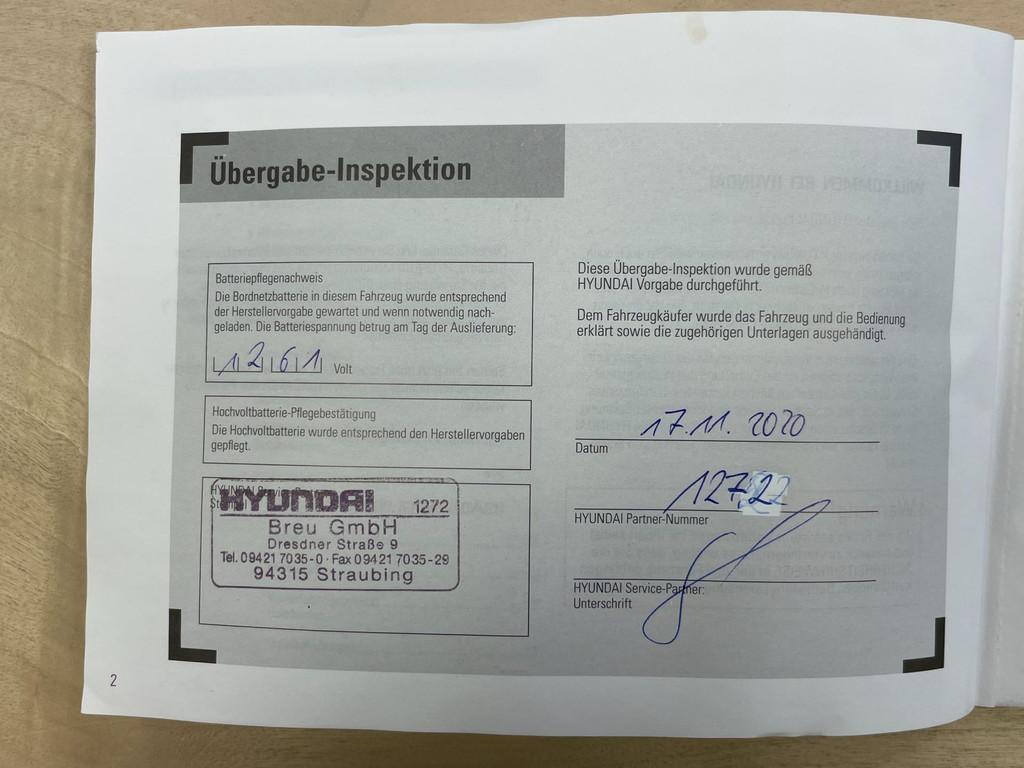 Übergabe-Inspektion
Batteriepflegenachweis
Die Bordnetzbatterie in diesem Fahrzeug wurde entsprechend
der Herstellervorgabe gewartet und wenn notwendig nach-
geladen. Die Batteriespannung betrug am Tag der Auslieferung:
12 61 Volt
Hochvoltbatterie-Pflegebestätigung
Die Hochvoltbatterie wurde entsprechend den Herstellervorgaben
gepflegt.
HYUNDAI 1272
Breu GmbH
Dresdner Straße 9
Tel. 09421 7035-0 · Fax 09421 7035-29
94315 Straubing
Diese Übergabe-Inspektion wurde gemäß
HYUNDAI Vorgabe durchgeführt.
Dem Fahrzeugkäufer wurde das Fahrzeug und die Bedienung
erklärt sowie die zugehörigen Unterlagen ausgehändigt.
17.11. 2020
Datum
HYUNDAI Partner-Nummer
HYUNDAI Service-Partner:
Unterschrift
2